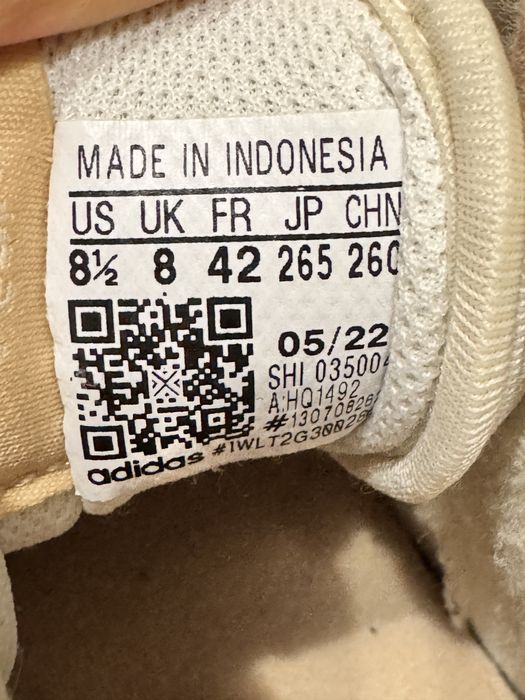 MADE IN INDONESIA
US UK FR JP CHN
8½ 8 42 265 260
05/22
SHI 035004
A:HQ1492
adidas